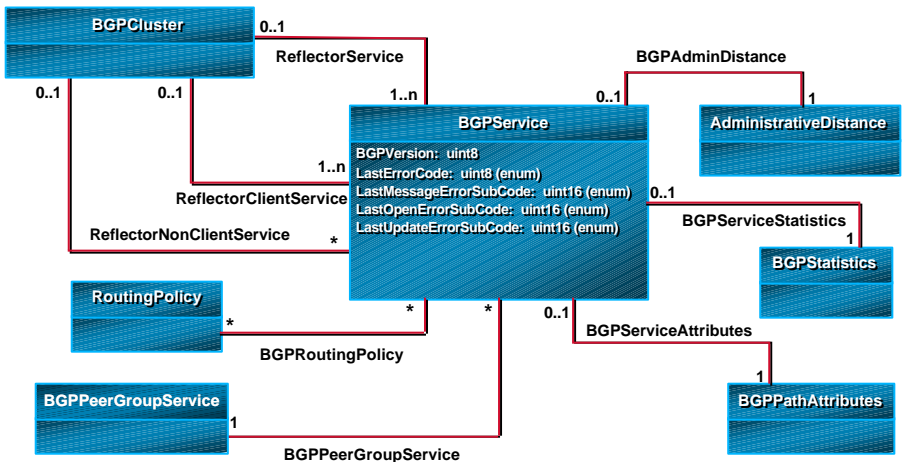 BGPCluster
0..1
ReflectorService
BGPAdminDistance
0..1
0..1
1..n
0..1
1
BGPService
AdministrativeDistance
BGPVersion: uint8
LastErrorCode: uint8 (enum)
LastMessageErrorSubCode: uint16 (enum)
LastOpenErrorSubCode: uint16 (enum)
LastUpdateErrorSubCode: uint16 (enum)
1..n
ReflectorClientService
0..1
BGPServiceStatistics
ReflectorNonClientService
*
1
BGPStatistics
RoutingPolicy
*
*
*
0..1
BGPServiceAttributes
BGPRoutingPolicy
1
BGPPeerGroupService
1
BGPPathAttributes
BGPPeerGroupService